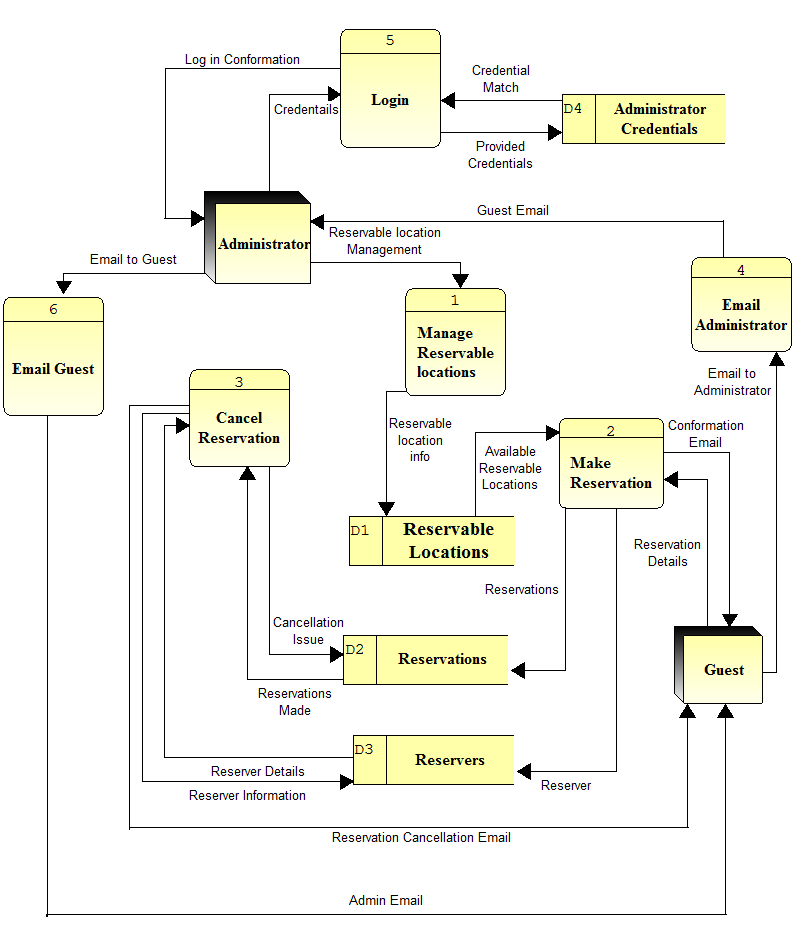 5
Log in Conformation
Login
Credential
Match
D4
Administrator
Credentials
Credentails
Provided
Credentials
Guest Email
Administrator
Reservable location
Management
Email to Guest
4
Email
Administrator
6
Email Guest
1
Manage
Reservable
locations
3
Cancel
Reservation
Email to
Administrator
Reservable
location
info
Available
Reservable
Locations
2
Make
Reservation
Conformation
Email
D1
Reservable
Locations
Reservation
Details
Reservations
Cancellation
Issue
D2
Reservations
Guest
Reservations
Made
D3
Reservers
Reserver Details
Reserver Information
Reserver
Reservation Cancellation Email
Admin Email